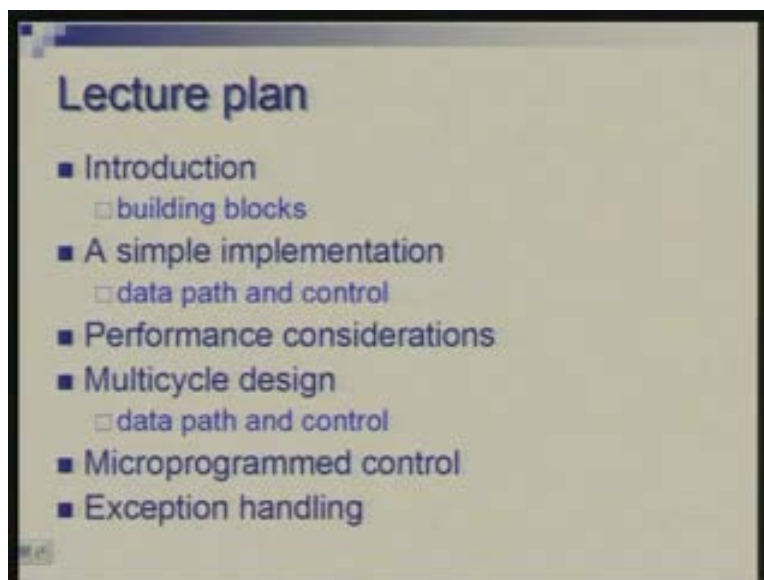 Lecture plan
Introduction
building blocks
A simple implementation
data path and control
Performance considerations
Multicycle design
data path and control
Microprogrammed control
Exception handling